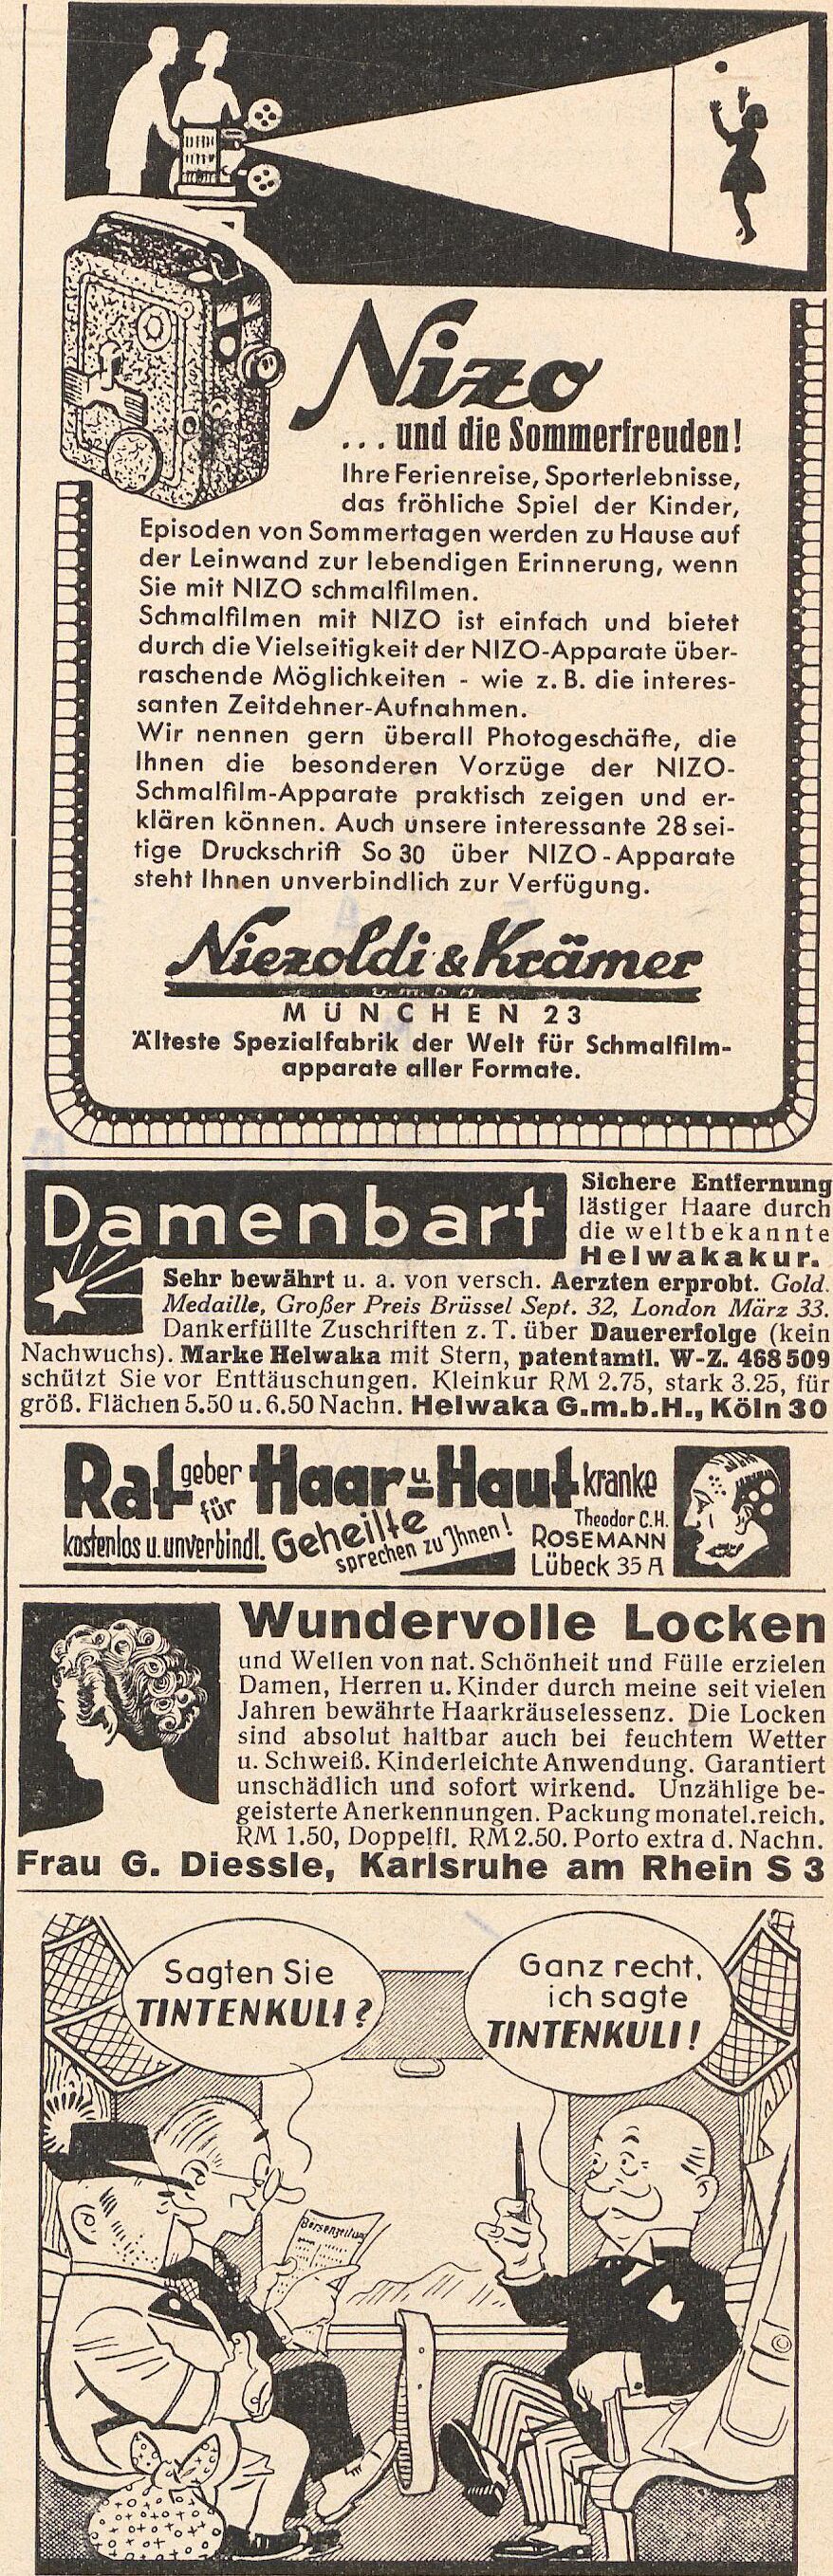 Nizo
... und die Sommerfreuden!
Ihre Ferienreise, Sporterlebnisse,
das fröhliche Spiel der Kinder,
Episoden von Sommertagen werden zu Hause auf
der Leinwand zur lebendigen Erinnerung, wenn
Sie mit NIZO schmalfilmen.
Schmalfilmen mit NIZO ist einfach und bietet
durch die Vielseitigkeit der NIZO-Apparate über-
raschende Möglichkeiten - wie z. B. die interes-
santen Zeitdehner-Aufnahmen.
Wir nennen gern überall Photogeschäfte, die
Ihnen die besonderen Vorzüge der NIZO-
Schmalfilm-Apparate praktisch zeigen und er-
klären können. Auch unsere interessante 28 sei-
tige Druckschrift So 30 über NIZO-Apparate
steht Ihnen unverbindlich zur Verfügung.
Niezoldi & Krämer
G.M.B.H.
MÜNCHEN 23
Älteste Spezialfabrik der Welt für Schmalfilm-
apparate aller Formate.
Damenbart
Sichere Entfernung
lästiger Haare durch
die weltbekannte
Helwakakur.
Sehr bewährt u. a. von versch. Aerzten erprobt. Gold.
Medaille, Großer Preis Brüssel Sept. 32, London März 33.
Dankerfüllte Zuschriften z. T. über Dauererfolge (kein
Nachwuchs). Marke Helwaka mit Stern, patentamtl. W-Z. 468 509
schützt Sie vor Enttäuschungen. Kleinkur RM 2.75, stark 3.25, für
größ. Flächen 5.50 u. 6.50 Nachn. Helwaka G.m.b.H., Köln 30
Ratgeber für Haar u. Haut kranke
kostenlos u. unverbindl. Geheilte sprechen zu Ihnen!
Theodor C.H.
ROSEMANN
Lübeck 35 A
Wundervolle Locken
und Wellen von nat. Schönheit und Fülle erzielen
Damen, Herren u. Kinder durch meine seit vielen
Jahren bewährte Haarkräuselessenz. Die Locken
sind absolut haltbar auch bei feuchtem Wetter
u. Schweiß. Kinderleichte Anwendung. Garantiert
unschädlich und sofort wirkend. Unzählige be-
geisterte Anerkennungen. Packung monatel. reich.
RM 1.50, Doppelfl. RM 2.50. Porto extra d. Nachn.
Frau G. Diessle, Karlsruhe am Rhein S 3
Sagten Sie
TINTENKULI?
Ganz recht,
ich sagte
TINTENKULI!
Börsenzeitung